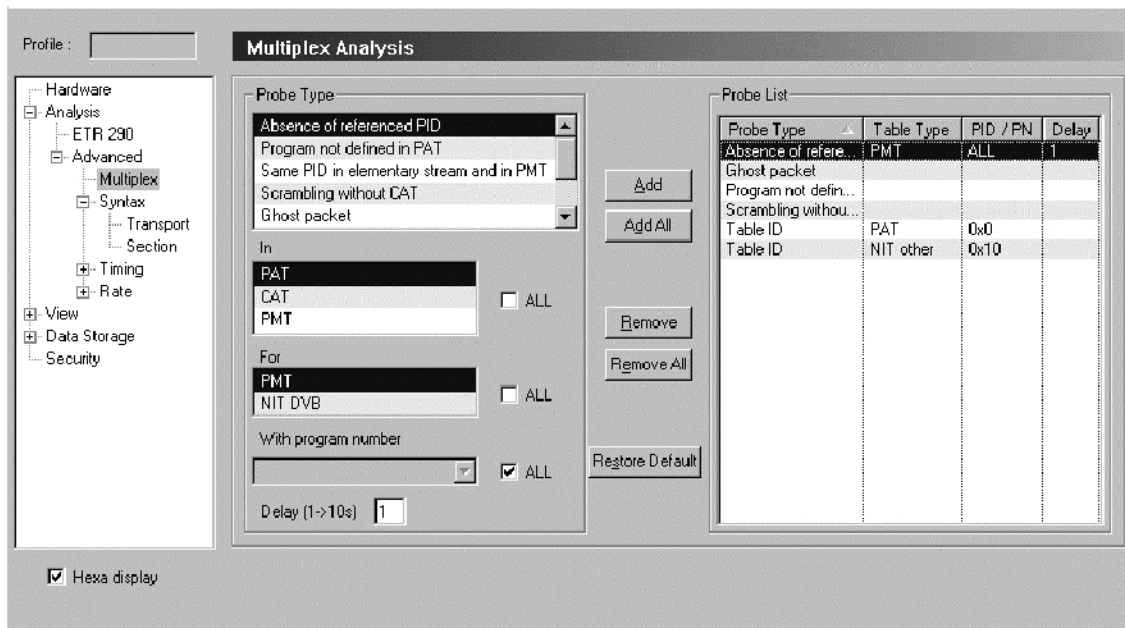 Profile :
Multiplex Analysis
Hardware
Analysis
ETR 290
Advanced
Multiplex
Syntax
Transport
Section
Timing
Rate
View
Data Storage
Security
Hexa display
Probe Type
Absence of referenced PID
Program not defined in PAT
Same PID in elementary stream and in PMT
Scrambling without CAT
Ghost packet
In
PAT
CAT
PMT
ALL
For
PMT
NIT DVB
ALL
With program number
ALL
Delay (1->10s) 1
Add
Add All
Remove
Remove All
Restore Default
Probe List
Probe Type Table Type PID / PN Delay
Absence of refere... PMT ALL 1
Ghost packet
Program not defin...
Scrambling withou...
Table ID PAT 0x0
Table ID NIT other 0x10